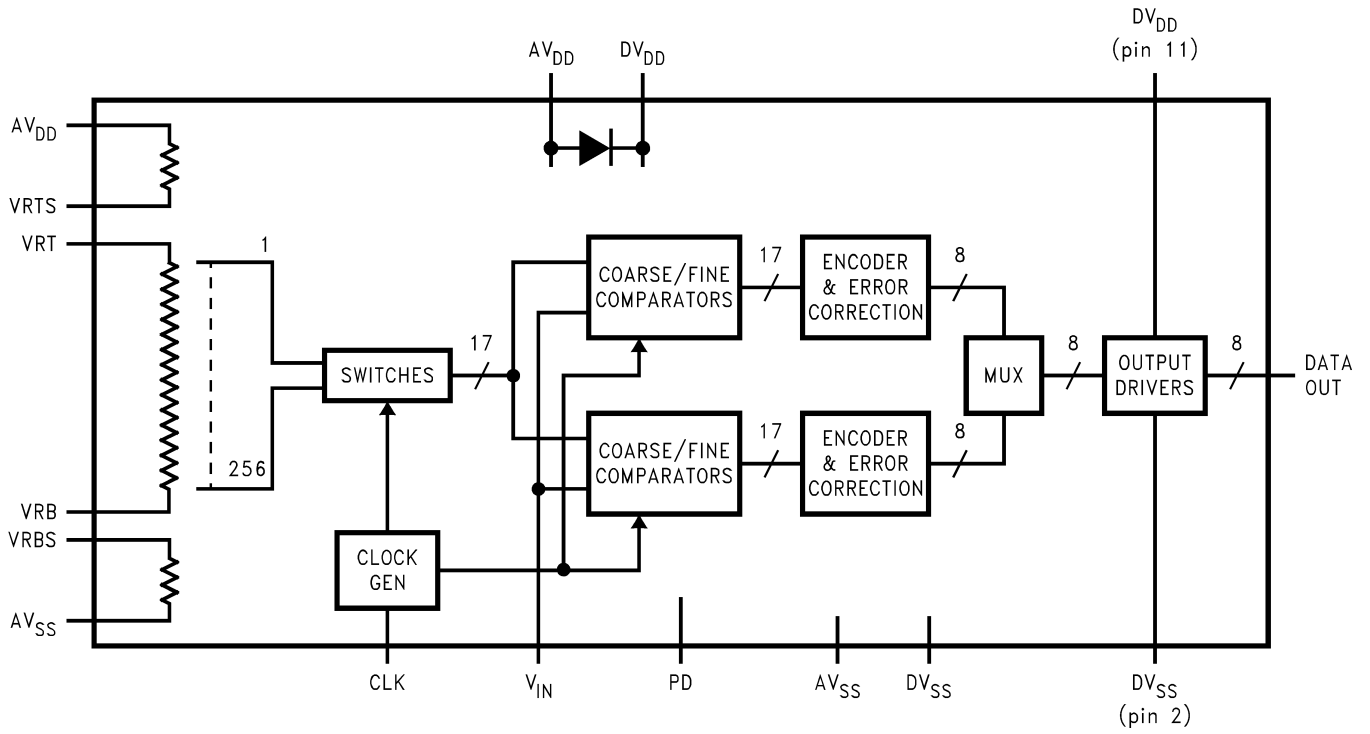 DVDD
(pin 11)
AVDD
DVDD
AVDD
VRTS
VRT
1
256
VRB
VRBS
AVSS
SWITCHES
17
CLOCK
GEN
COARSE/FINE
COMPARATORS
17
ENCODER
& ERROR
CORRECTION
8
COARSE/FINE
COMPARATORS
17
ENCODER
& ERROR
CORRECTION
8
MUX
8
OUTPUT
DRIVERS
8
DATA
OUT
CLK
VIN
PD
AVSS
DVSS
DVSS
(pin 2)